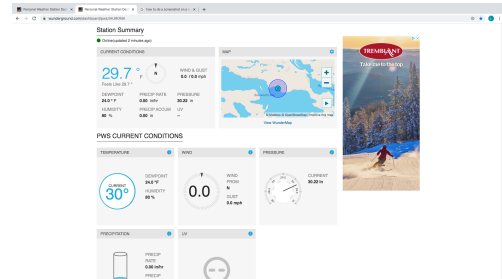 Personal Weather Station Das
Personal Weather Station Das
how to do a screenshot on a
wunderground.com/dashboard/pws/
Station Summary
Online(updated 2 minutes ago)
CURRENT CONDITIONS
29.7 ° F
Feels Like 29.7 °
N
WIND & GUST
0.0 / 0.0 mph
DEWPOINT
24.0 ° F
PRECIP RATE
0.00 in/hr
PRESSURE
30.22 in
HUMIDITY
80 %
PRECIP ACCUM
0.00 in
UV
--
MAP
+
−
View WunderMap
TREMBLANT
Take me to the top
PWS CURRENT CONDITIONS
TEMPERATURE
CURRENT
30°
DEWPOINT
24.0 °F
HUMIDITY
80 %
WIND
0.0
WIND
FROM
N
GUST
0.0 mph
PRESSURE
CURRENT
30.22 in
PRECIPITATION
PRECIP
RATE
0.00 in/hr
PRECIP
UV
--